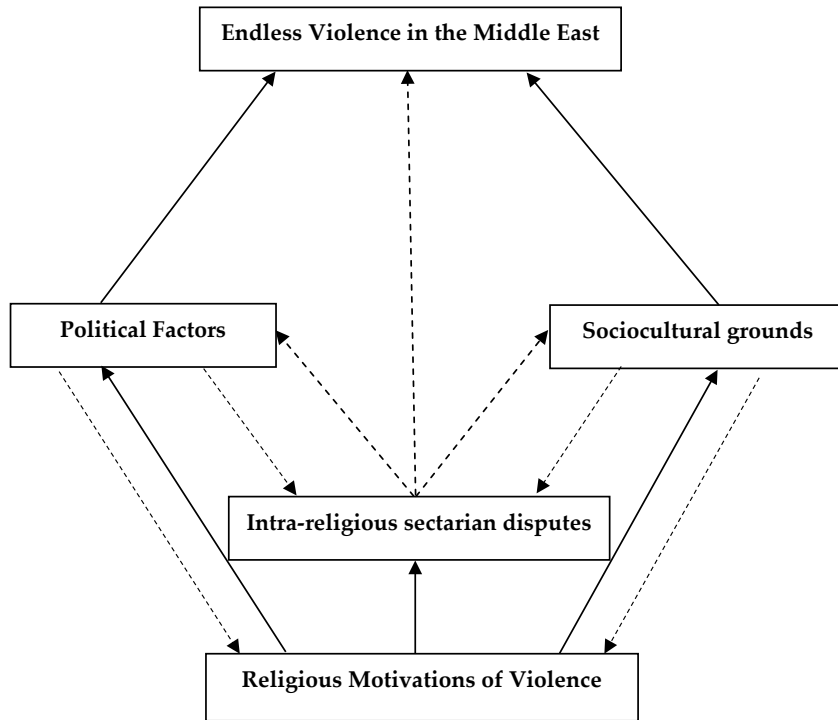 Endless Violence in the Middle East
Political Factors
Sociocultural grounds
Intra-religious sectarian disputes
Religious Motivations of Violence